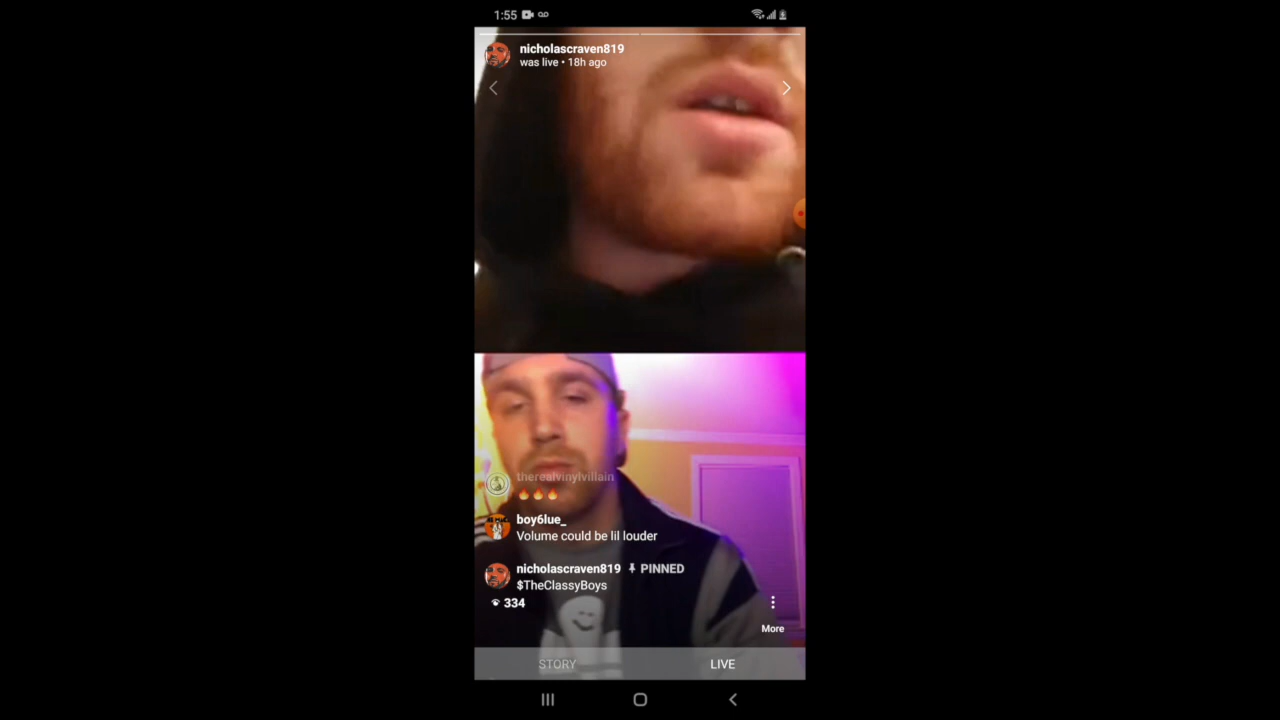 1:55
nicholascraven819
was live • 18h ago
therealvinylvillain
🔥🔥🔥
boy6lue_
Volume could be lil louder
nicholascraven819 PINNED
$TheClassyBoys
334
More
STORY LIVE